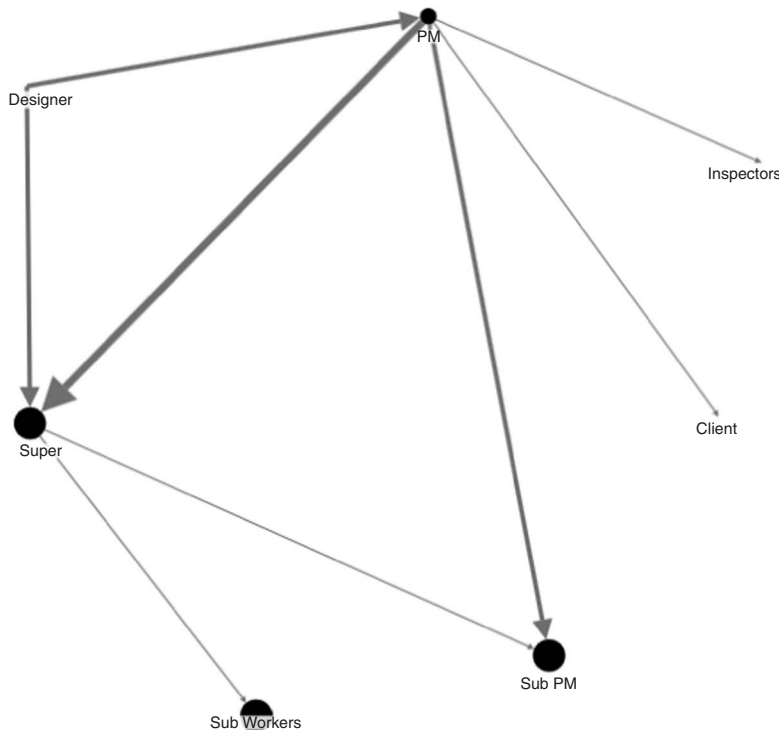 PM
Designer
Inspectors
Client
Super
Sub PM
Sub Workers